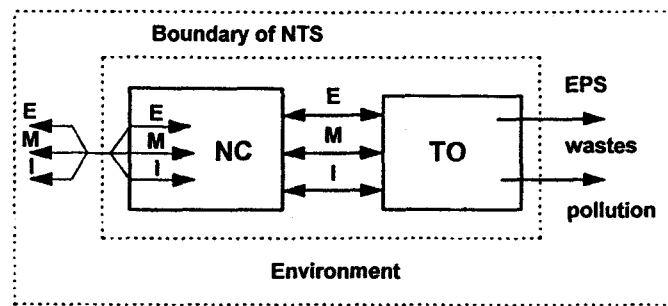 Boundary of NTS
E
M
I
E
M
I
NC
E
M
I
TO
EPS
wastes
pollution
Environment